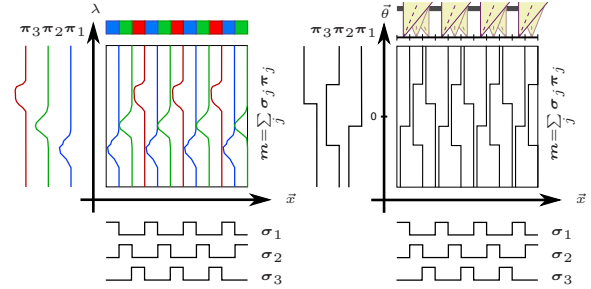 π₃π₂π₁
λ
m=∑ⱼ σⱼ πⱼ
x⃗
σ₁
σ₂
σ₃
π₃π₂π₁
θ⃗
0
m=∑ⱼ σⱼ πⱼ
x⃗
σ₁
σ₂
σ₃